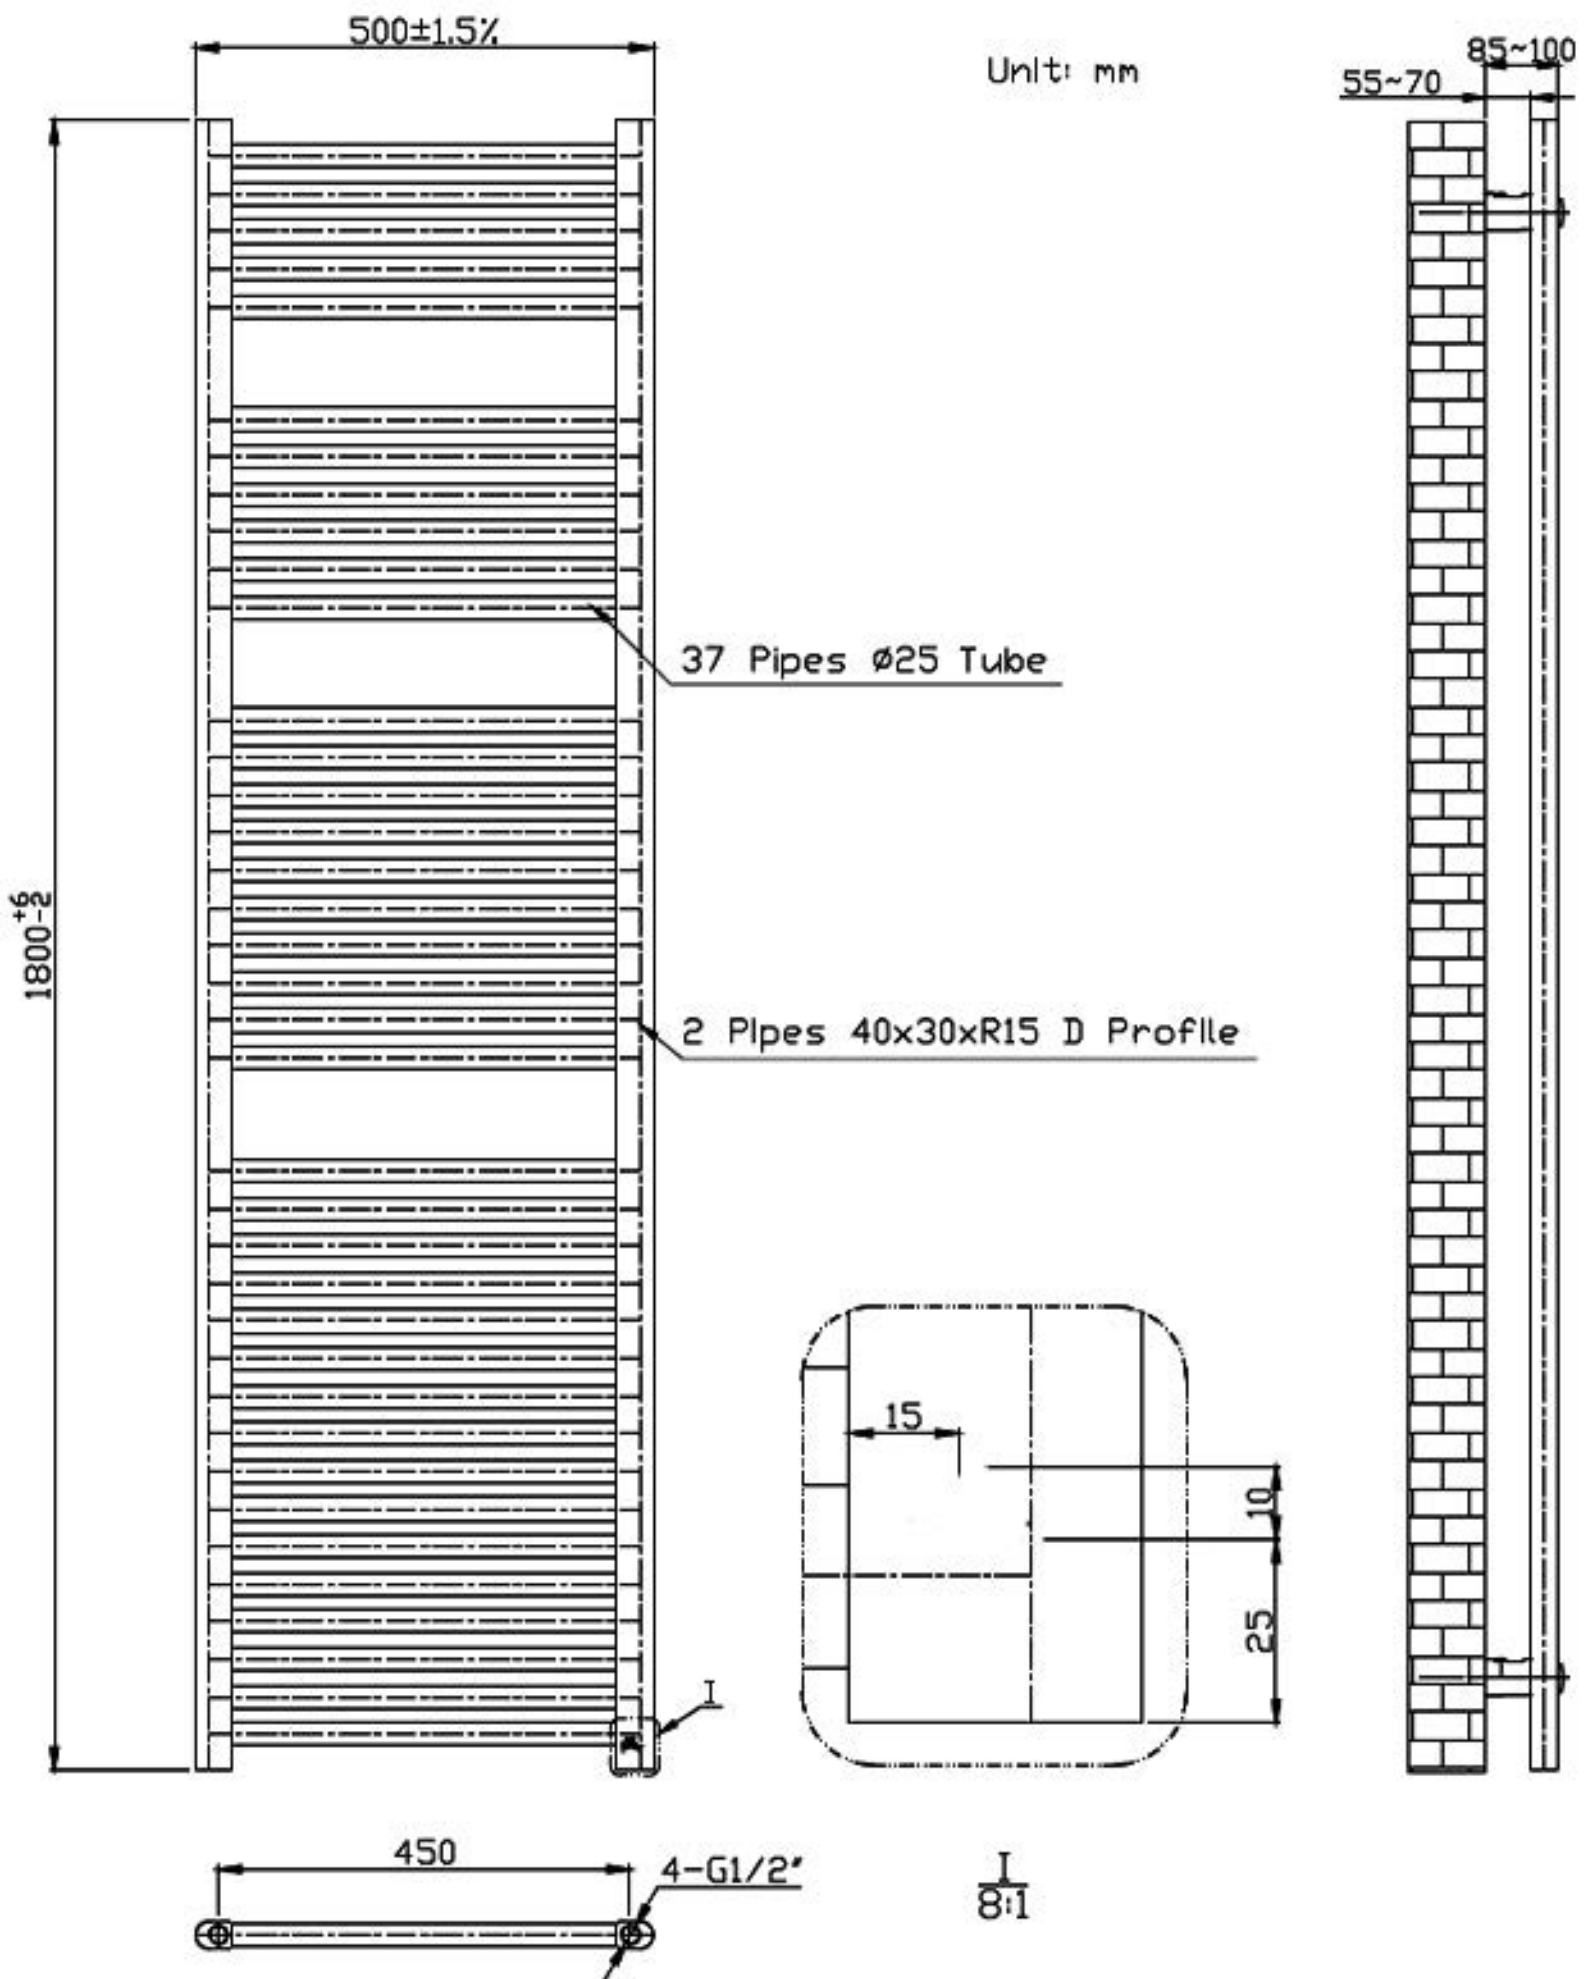 500±1.5%
Unit: mm
85~100
55~70
37 Pipes Ø25 Tube
1800+6-2
2 Pipes 40x30xR15 D Profile
15
10
25
I
450
4-G1/2"
I
8:1